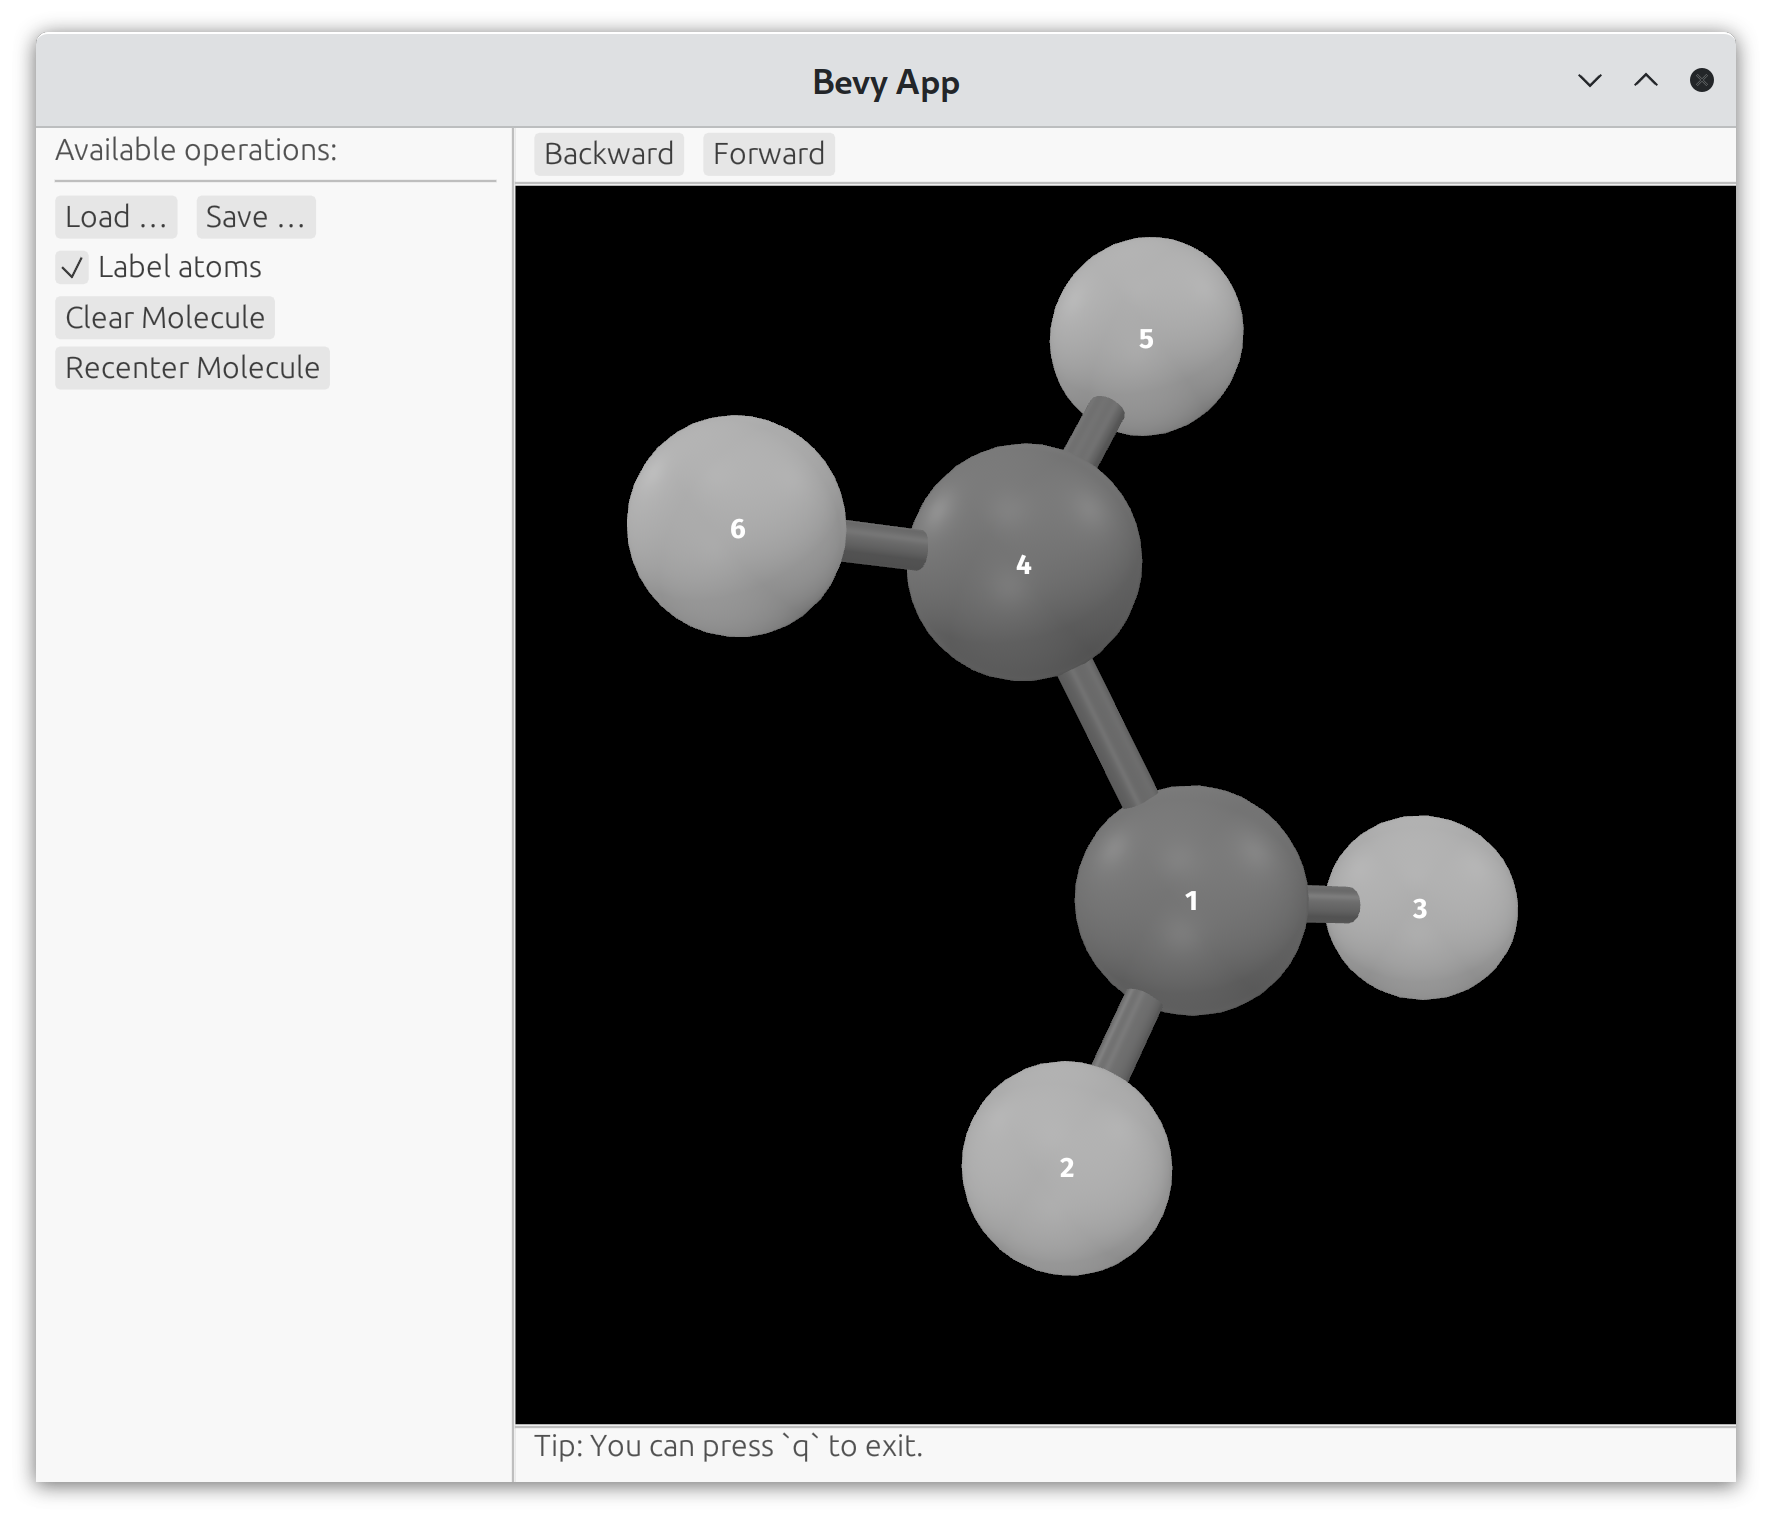 Bevy App
Available operations:
Load ... Save ...
Label atoms
Clear Molecule
Recenter Molecule
Backward Forward
5
6
4
1
3
2
Tip: You can press `q` to exit.